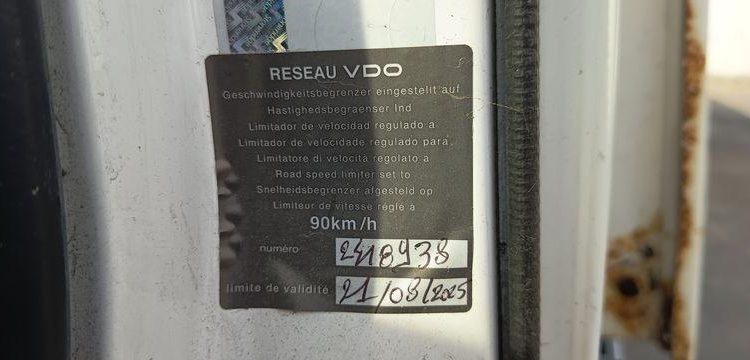 RESEAU VDO
Geschwindigkeitsbegrenzer eingestellt auf
Hastighedsbegraenser Ind
Limitador de velocidad regulado a
Limitador de velocidade regulado para
Limitatore di velocità regolato a
Road speed limiter set to
Snelheidsbegrenzer afgesteld op
Limiteur de vitesse réglé à
90km/h
numéro 2418938
limite de validité 21/08/2025